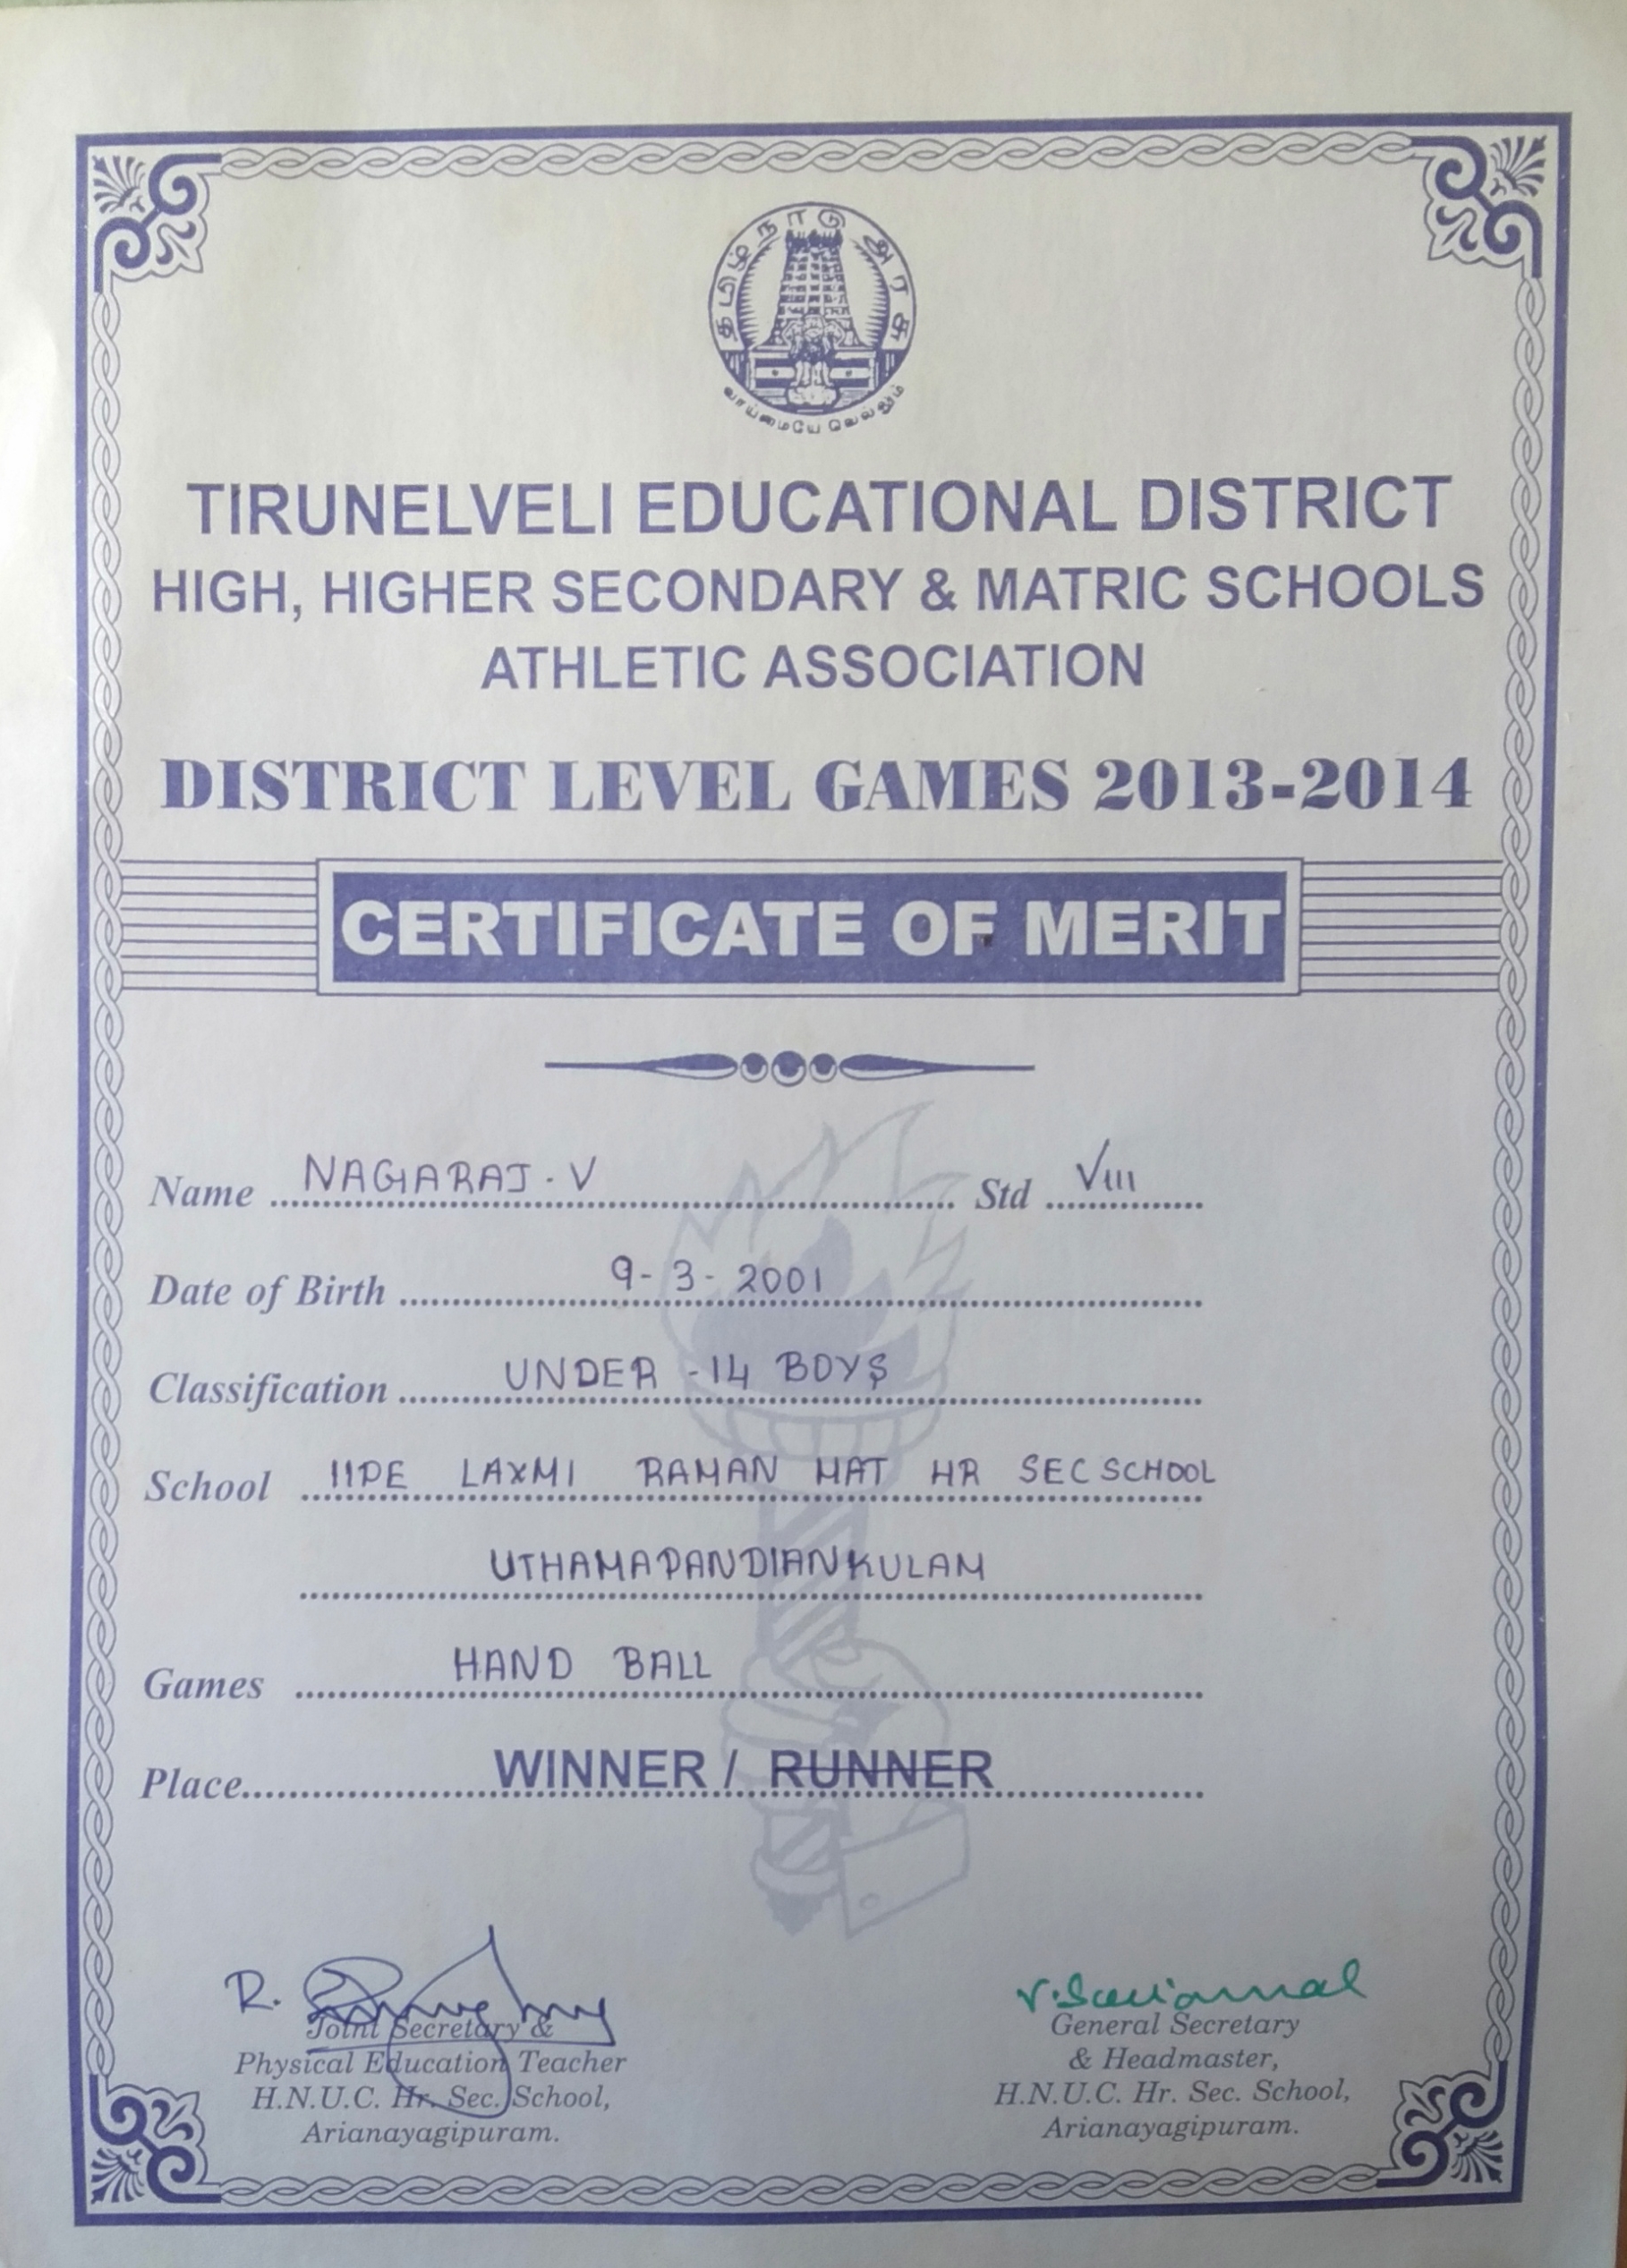 தமிழ்நாடு அரசு
வாய்மையே வெல்லும்
TIRUNELVELI EDUCATIONAL DISTRICT
HIGH, HIGHER SECONDARY & MATRIC SCHOOLS
ATHLETIC ASSOCIATION
DISTRICT LEVEL GAMES 2013-2014
CERTIFICATE OF MERIT
Name NAGARAJ.V Std VIII
Date of Birth 9-3-2001
Classification UNDER-14 BOYS
School IIPE LAXMI RAMAN MAT HR SEC SCHOOL
UTHAMAPANDIANKULAM
Games HAND BALL
Place WINNER / RUNNER
R.
Joint Secretary &
Physical Education Teacher
H.N.U.C. Hr. Sec. School,
Arianayagipuram.
General Secretary
& Headmaster,
H.N.U.C. Hr. Sec. School,
Arianayagipuram.